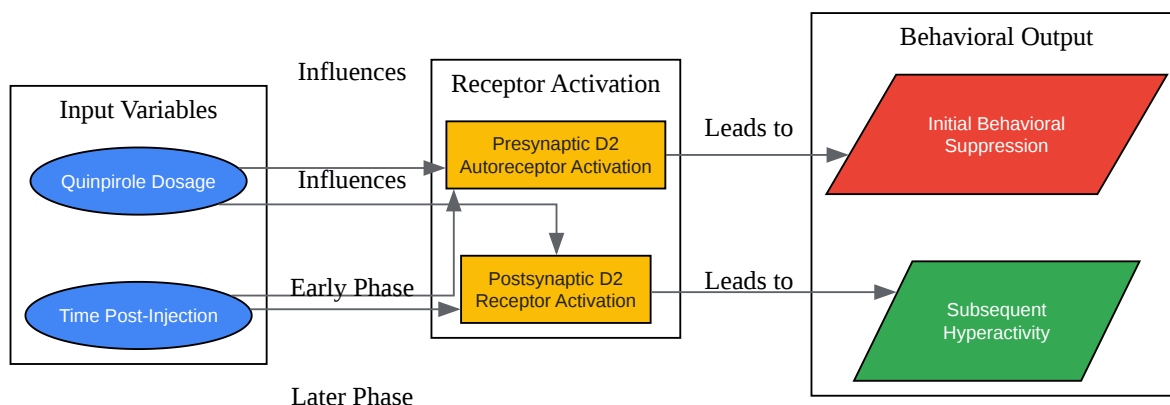 Input Variables
Quinpirole Dosage
Time Post-Injection
Influences
Influences
Early Phase
Later Phase
Receptor Activation
Presynaptic D2
Autoreceptor Activation
Postsynaptic D2
Receptor Activation
Leads to
Leads to
Behavioral Output
Initial Behavioral
Suppression
Subsequent
Hyperactivity